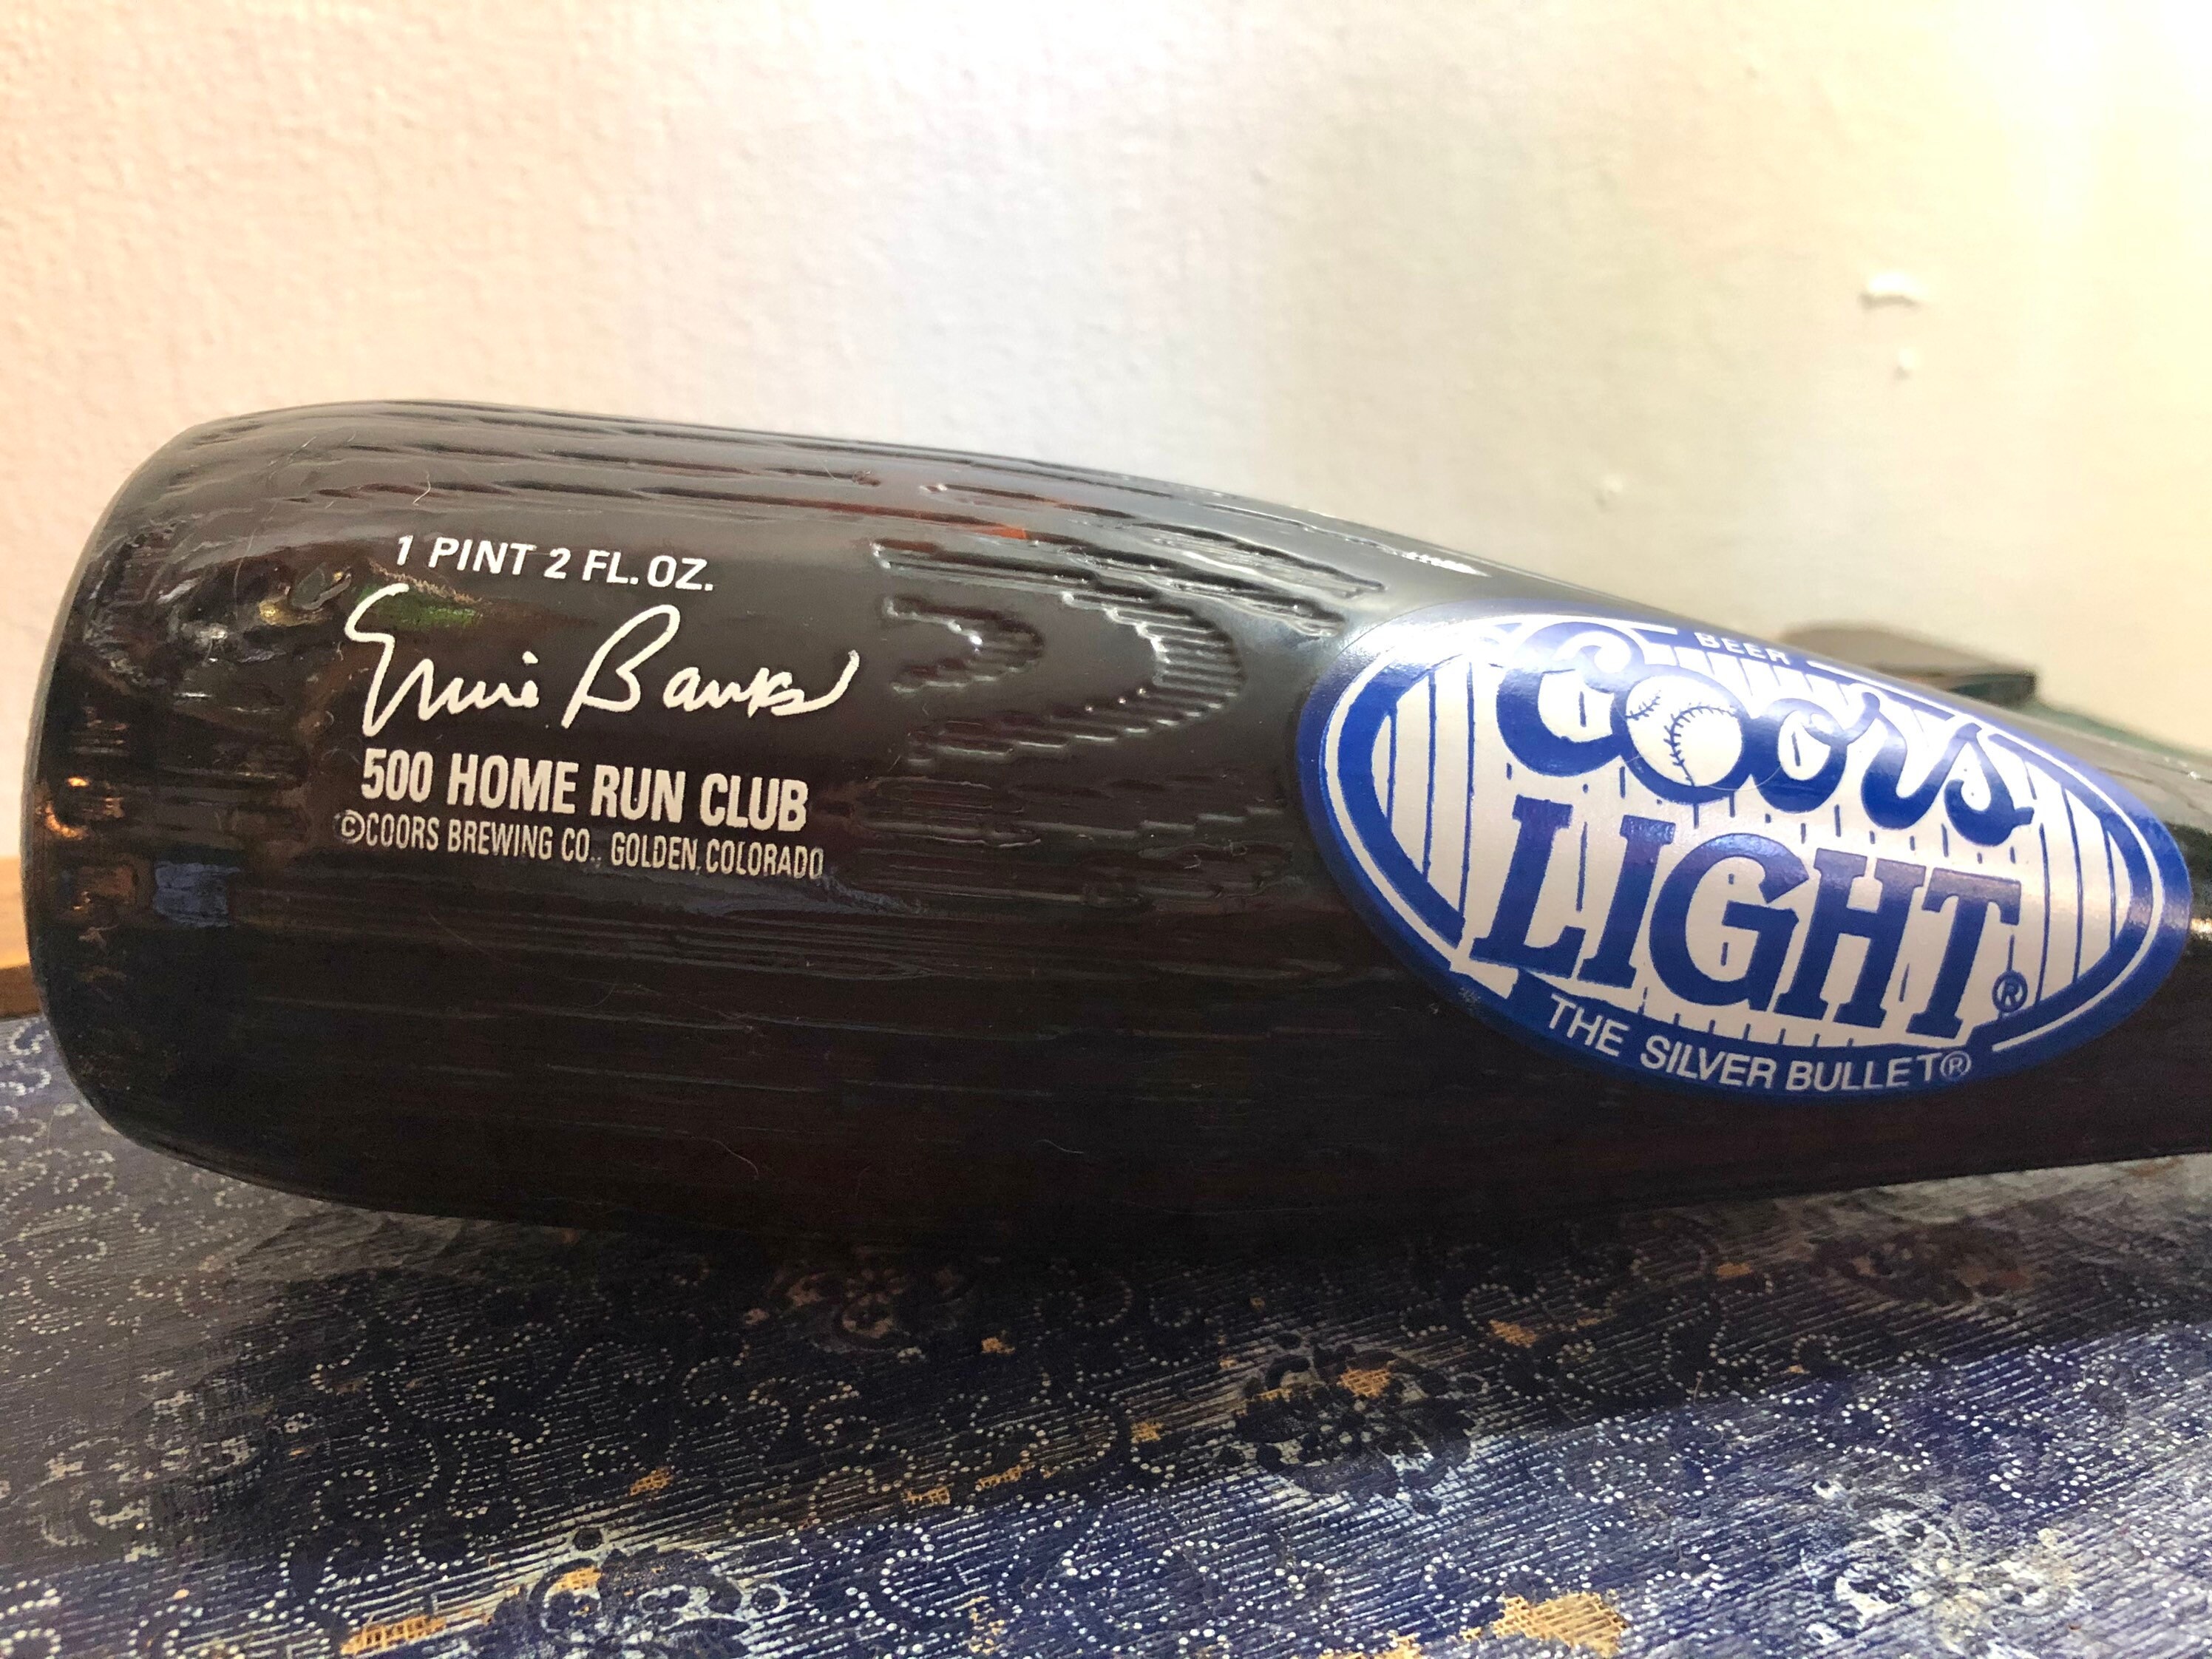 1 PINT 2 FL. OZ.
Ernie Banks
500 HOME RUN CLUB
©COORS BREWING CO., GOLDEN, COLORADO
BEER
Coors
LIGHT®
THE SILVER BULLET®